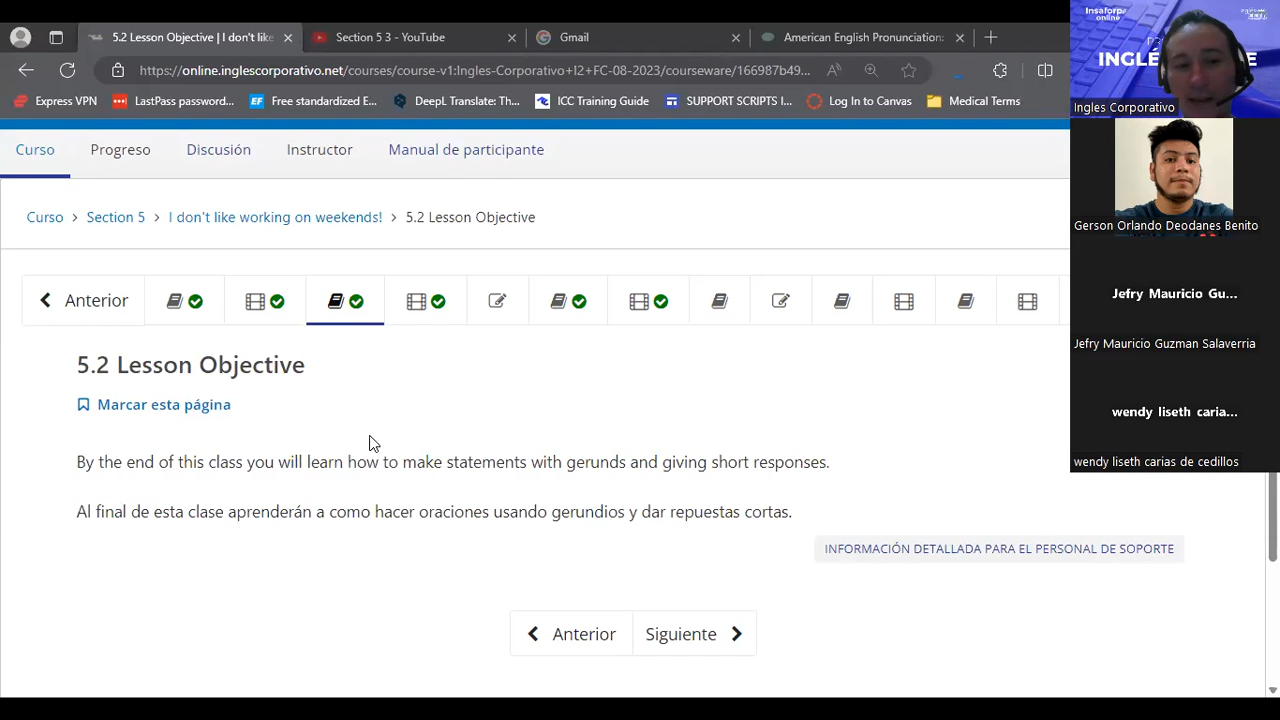 5.2 Lesson Objective | I don't like
Section 5 3 - YouTube
Gmail
American English Pronunciation:
https://online.inglescorporativo.net/courses/course-v1:Ingles-Corporativo+I2+FC-08-2023/courseware/166987b49...
Express VPN
LastPass password...
Free standardized E...
DeepL Translate: Th...
ICC Training Guide
SUPPORT SCRIPTS I...
Log In to Canvas
Medical Terms
Curso
Progreso
Discusión
Instructor
Manual de participante
Curso > Section 5 > I don't like working on weekends! > 5.2 Lesson Objective
Anterior
5.2 Lesson Objective
Marcar esta página
By the end of this class you will learn how to make statements with gerunds and giving short responses.
Al final de esta clase aprenderán a como hacer oraciones usando gerundios y dar repuestas cortas.
INFORMACIÓN DETALLADA PARA EL PERSONAL DE SOPORTE
Anterior
Siguiente
Insaforp
online
Ingles Corporativo
Gerson Orlando Deodanes Benito
Jefry Mauricio Gu...
Jefry Mauricio Guzman Salaverria
wendy liseth caria...
wendy liseth carias de cedillos